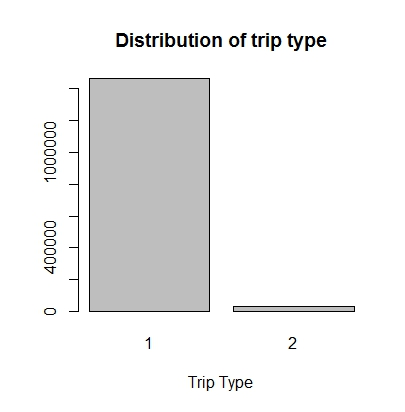 Distribution of trip type
1000000
400000
0
1
2
Trip Type